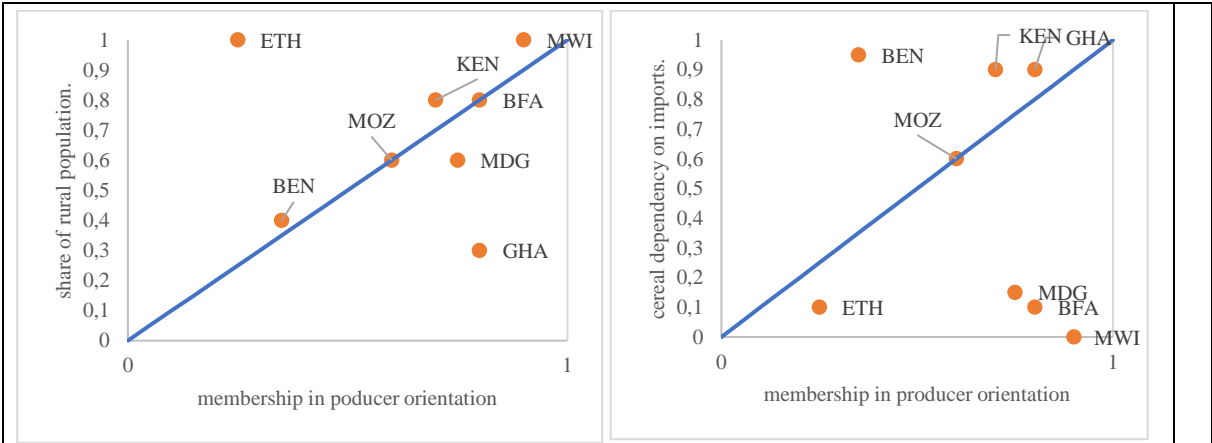 share of rural population.
1
0,9
0,8
0,7
0,6
0,5
0,4
0,3
0,2
0,1
0
ETH
MWI
KEN
BFA
MOZ
MDG
BEN
GHA
0
1
membership in poducer orientation
cereal dependency on imports.
1
0,9
0,8
0,7
0,6
0,5
0,4
0,3
0,2
0,1
0
KEN
GHA
BEN
MOZ
MDG
ETH
BFA
MWI
0
1
membership in producer orientation